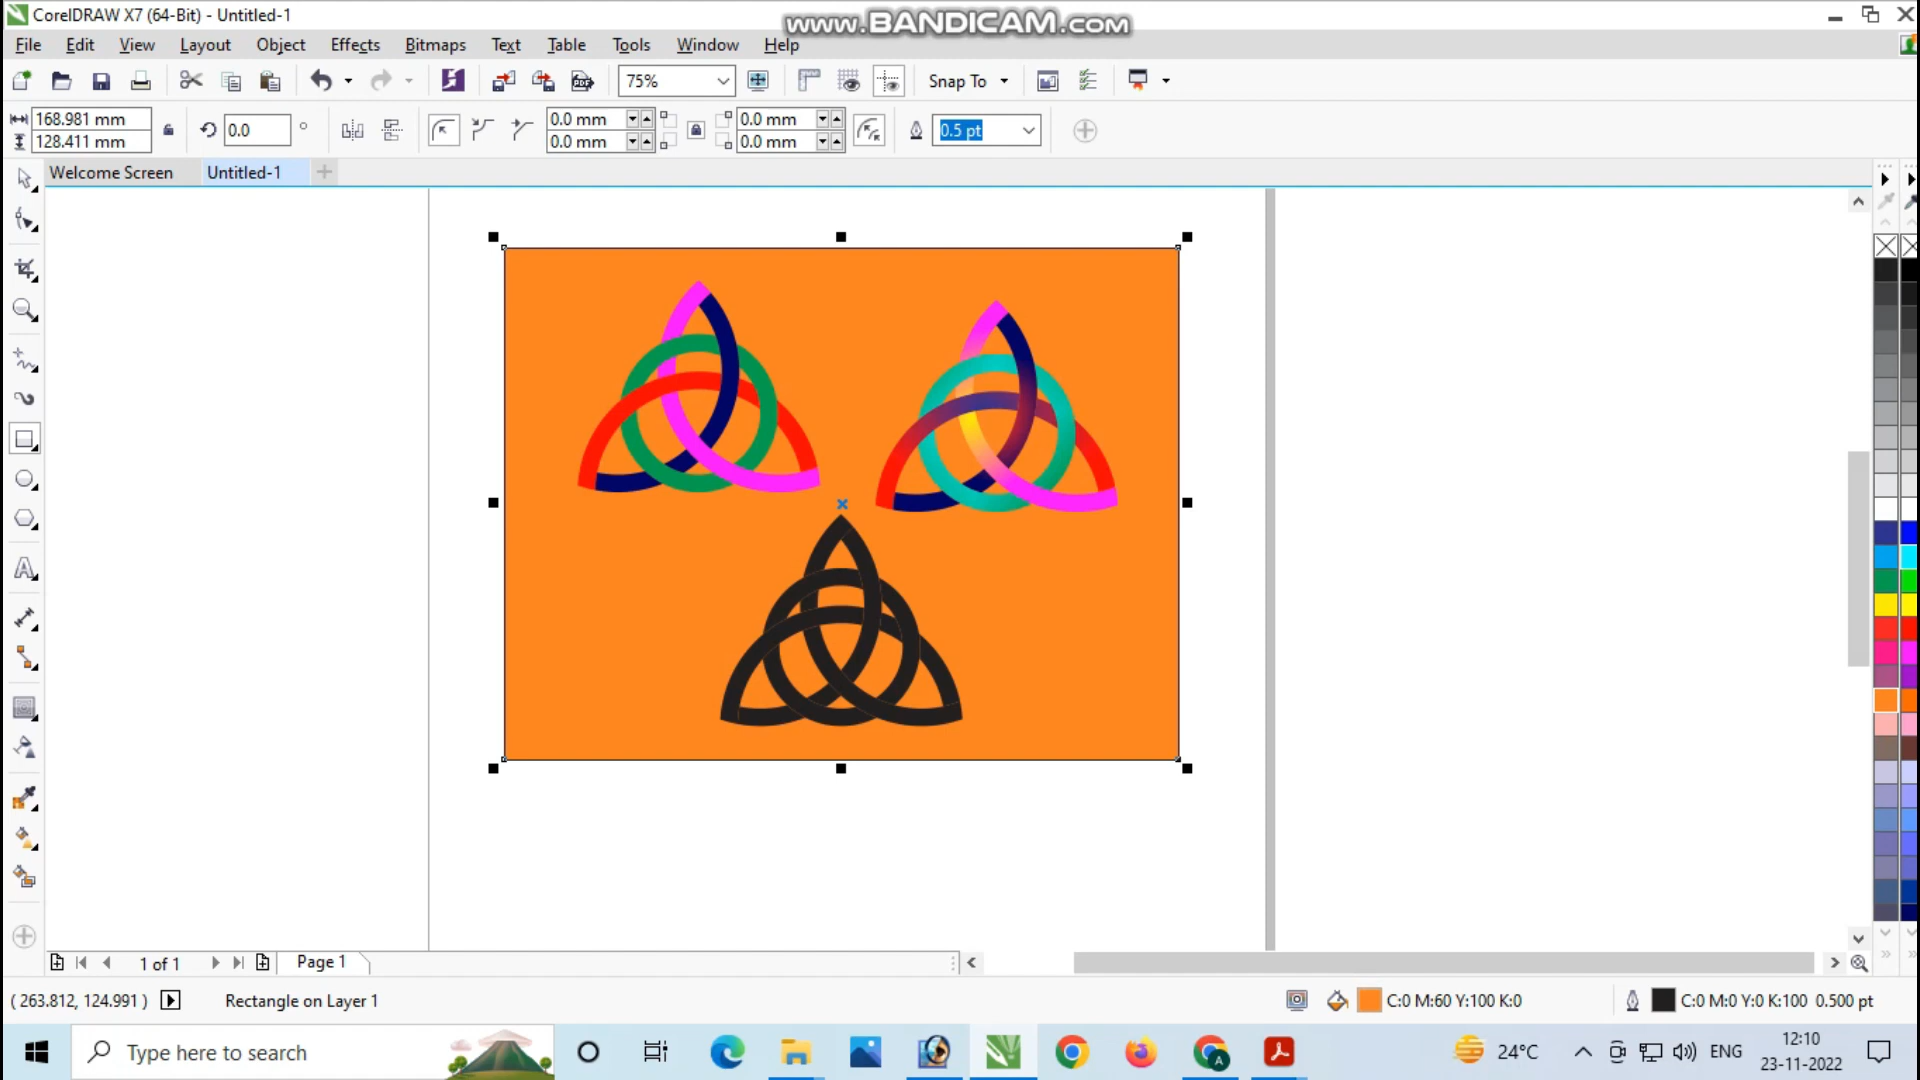 CorelDRAW X7 (64-Bit) - Untitled-1
www.BANDICAM.com
File Edit View Layout Object Effects Bitmaps Text Table Tools Window Help
75% Snap To
168.981 mm
128.411 mm
0.0 °
0.0 mm
0.0 mm
0.0 mm
0.0 mm
0.5 pt
Welcome Screen Untitled-1
1 of 1 Page 1
( 263.812, 124.991 ) Rectangle on Layer 1 C:0 M:60 Y:100 K:0 C:0 M:0 Y:0 K:100 0.500 pt
Type here to search
A
24°C ENG
12:10
23-11-2022